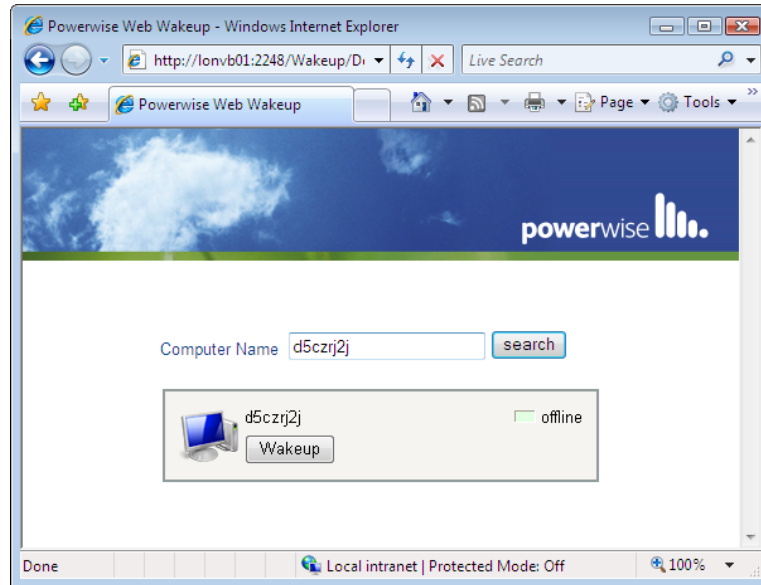 Powerwise Web Wakeup - Windows Internet Explorer
http://lonvb01:2248/Wakeup/D
Live Search
Powerwise Web Wakeup
Page
Tools
powerwise
Computer Name d5czrj2j search
d5czrj2j offline
Wakeup
Done
Local intranet | Protected Mode: Off
100%